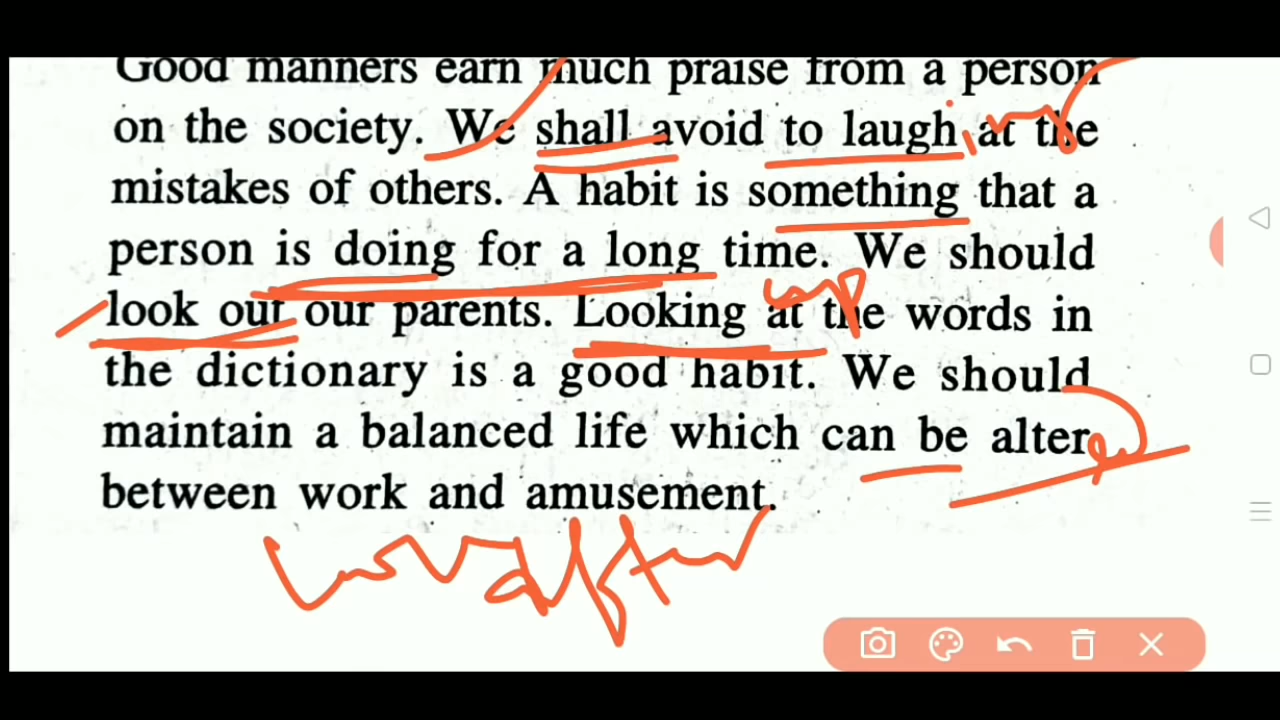 Good manners earn much praise from a person
on the society. We shall avoid to laugh at the
ing
mistakes of others. A habit is something that a
person is doing for a long time. We should
up
look out our parents. Looking at the words in
the dictionary is a good habit. We should
maintain a balanced life which can be alter
ed
between work and amusement.
look after